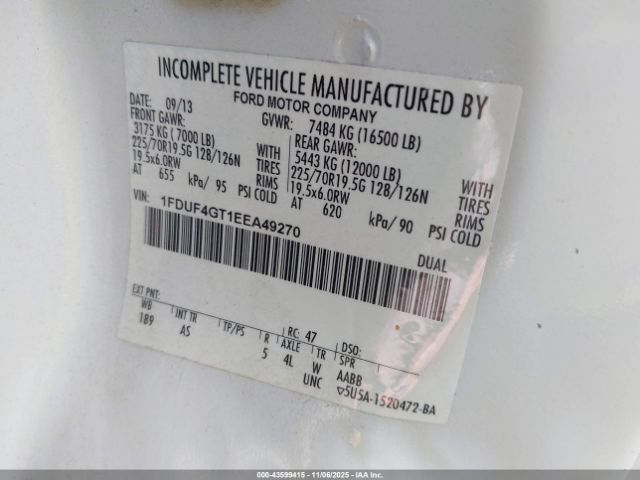 INCOMPLETE VEHICLE MANUFACTURED BY
FORD MOTOR COMPANY
DATE: 09/13 GVWR: 7484 KG (16500 LB)
FRONT GAWR: REAR GAWR:
3175 KG (7000 LB) WITH 5443 KG (12000 LB) WITH
225/70R19.5G 128/126N TIRES 225/70R19.5G 128/126N TIRES
19.5x6.0RW RIMS 19.5x6.0RW RIMS
AT 655 kPa/ 95 PSI COLD AT 620 kPa/ 90 PSI COLD
VIN: 1FDUF4GT1EEA49270
DUAL
EXT PNT: RC: 47 DSO:
WB INT TR TP/PS R AXLE TR SPR
189 AS 5 4L W AABB
UNC ▽5U5A-1520472-BA
000-43599415 - 11/06/2025 - IAAI.COM